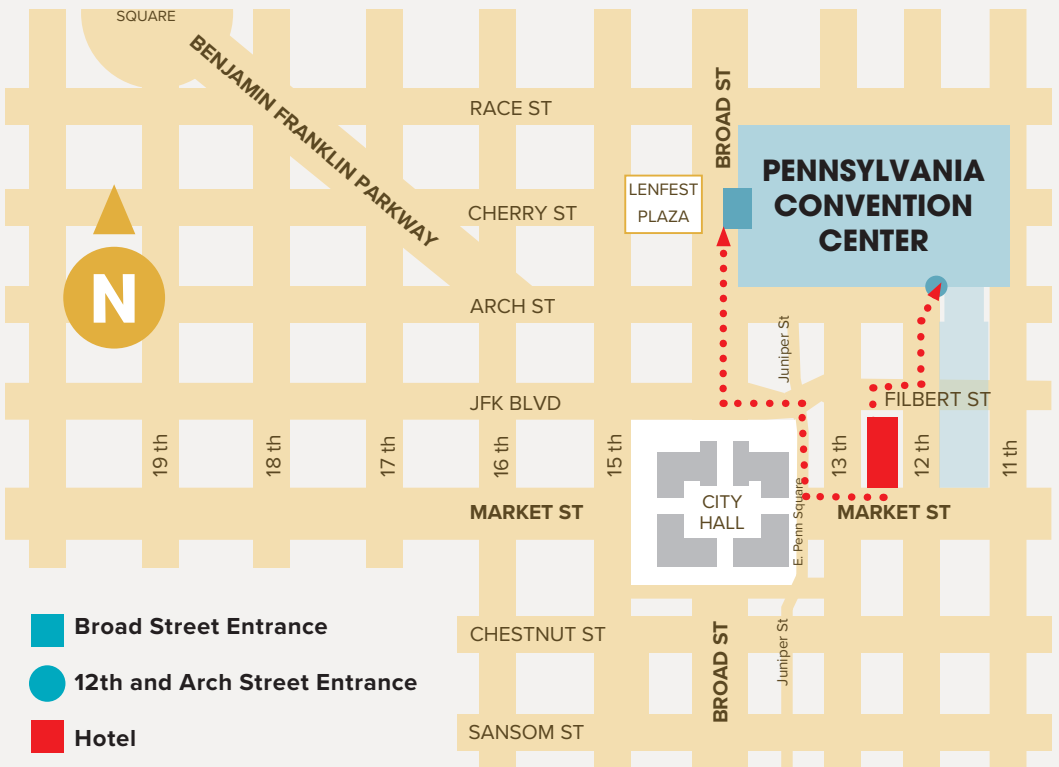 SQUARE
BENJAMIN FRANKLIN PARKWAY
RACE ST
BROAD ST
PENNSYLVANIA
CONVENTION
CENTER
LENFEST
PLAZA
CHERRY ST
N
ARCH ST
Juniper St
JFK BLVD
FILBERT ST
19 th
18 th
17 th
16 th
15 th
13 th
12 th
11 th
CITY
HALL
E. Penn Square
MARKET ST
MARKET ST
Broad Street Entrance
CHESTNUT ST
BROAD ST
Juniper St
12th and Arch Street Entrance
SANSOM ST
Hotel